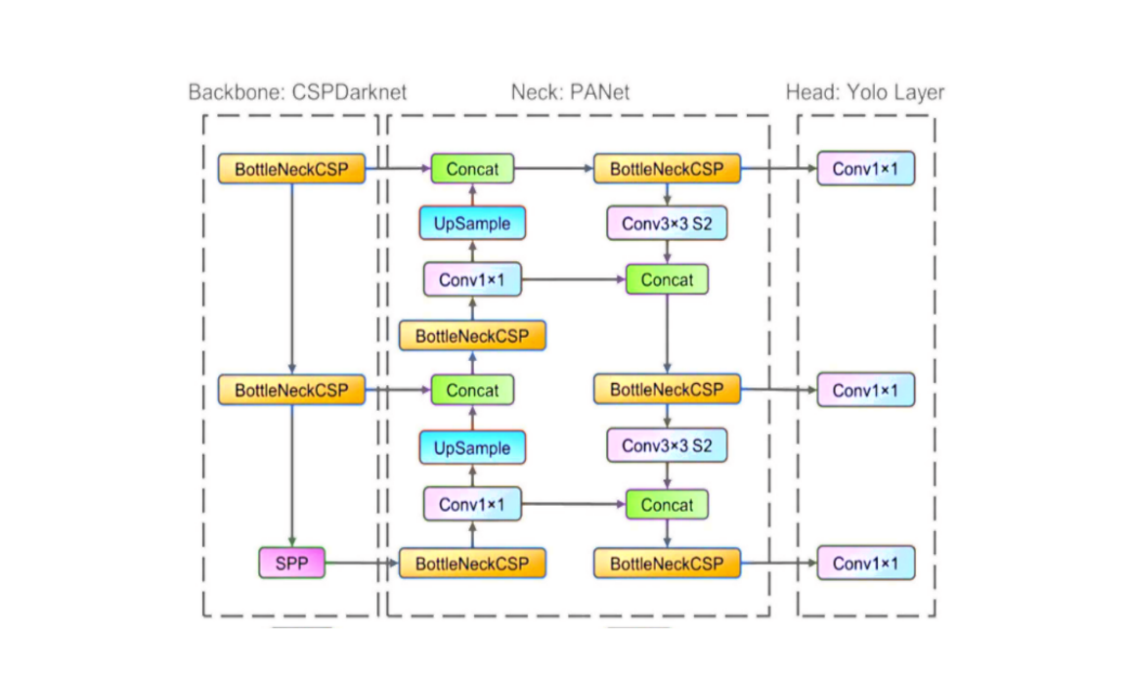 Backbone: CSPDarknet
Neck: PANet
Head: Yolo Layer
BottleNeckCSP
Concat
BottleNeckCSP
Conv1×1
UpSample
Conv3×3 S2
Conv1×1
Concat
BottleNeckCSP
BottleNeckCSP
Concat
BottleNeckCSP
Conv1×1
UpSample
Conv3×3 S2
Conv1×1
Concat
SPP
BottleNeckCSP
BottleNeckCSP
Conv1×1